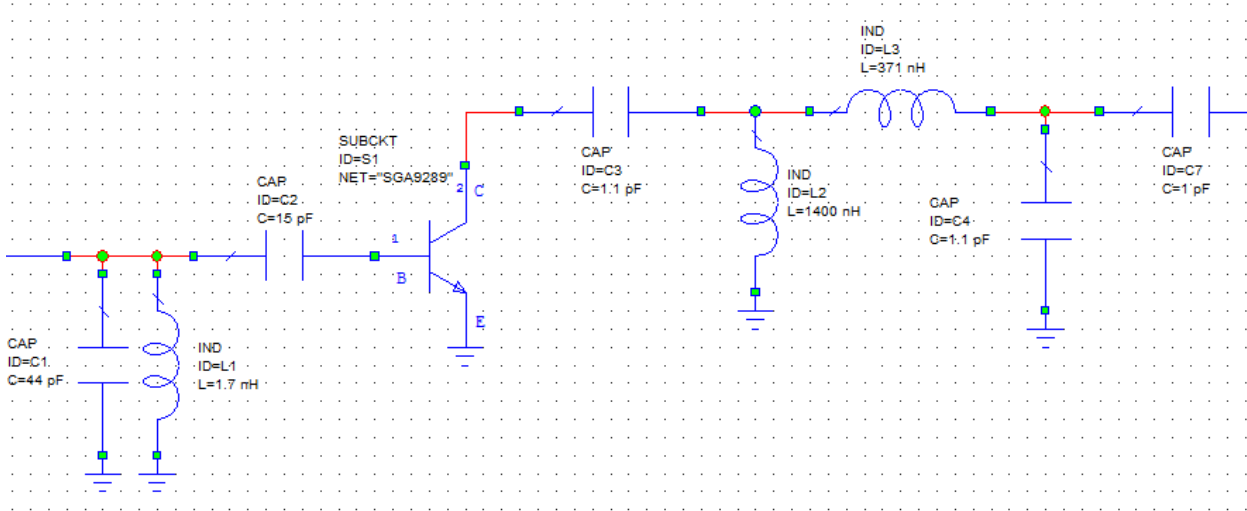 IND
ID=L3
L=371 nH
SUBCKT
ID=S1
NET="SGA9289"
CAP
ID=C3
C=1.1 pF
CAP
ID=C7
C=1 pF
IND
ID=L2
L=1400 nH
CAP
ID=C4
C=1.1 pF
CAP
ID=C2
C=15 pF
2
C
1
B
E
CAP
ID=C1
C=44 pF
IND
ID=L1
L=1.7 nH